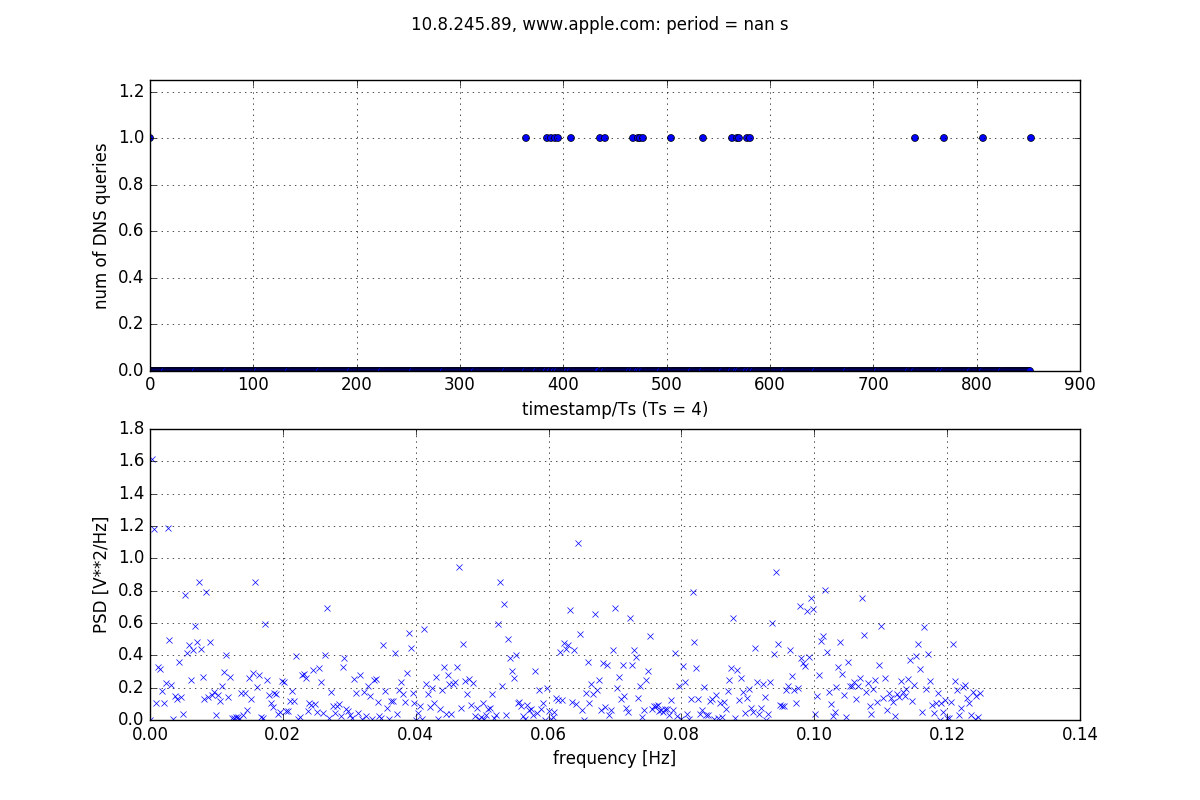 10.8.245.89, www.apple.com: period = nan s
1.2
1.0
0.8
0.6
0.4
0.2
0.0
num of DNS queries
0 100 200 300 400 500 600 700 800 900
timestamp/Ts (Ts = 4)
1.8
1.6
1.4
1.2
1.0
0.8
0.6
0.4
0.2
0.0
PSD [V**2/Hz]
0.00 0.02 0.04 0.06 0.08 0.10 0.12 0.14
frequency [Hz]